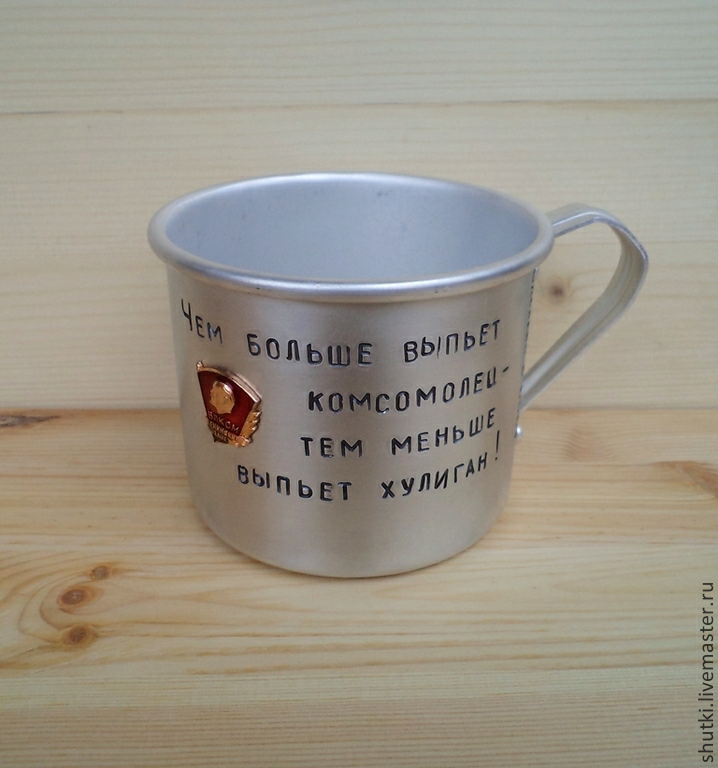 Чем больше выпьет
комсомолец-
тем меньше
выпьет хулиган!
shutki.livemaster.ru